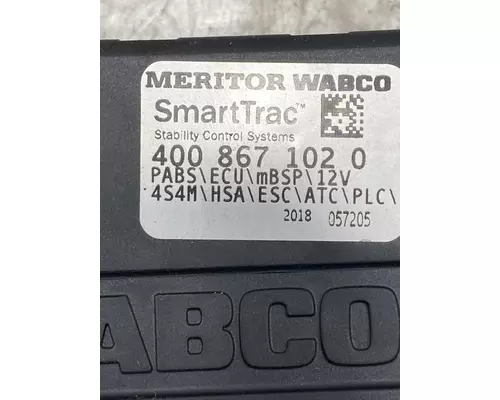 MERITOR WABCO
SmartTrac™
Stability Control Systems
400 867 102 0
PABS\ECU\mBSP\12V
4S4M\HSA\ESC\ATC\PLC\
2018 057205
ABCO